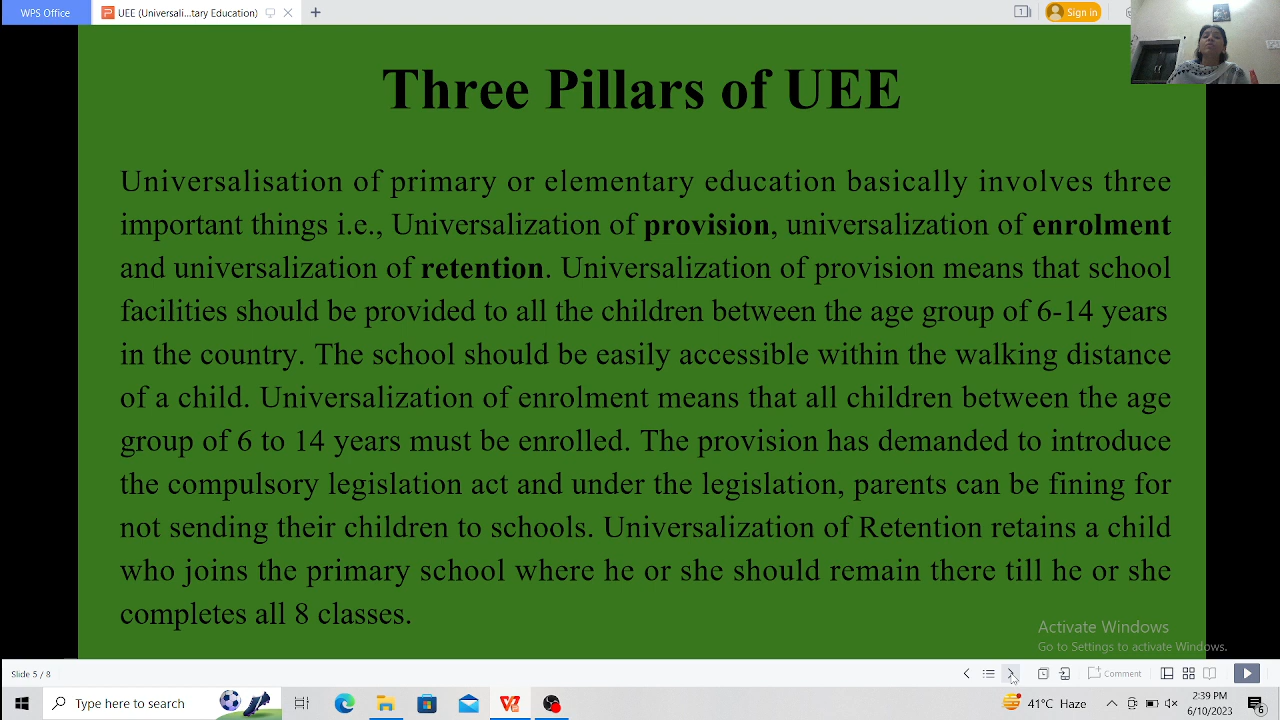 WPS Office
UEE (Universal...tary Education)
Sign in
Three Pillars of UEE
Universalisation of primary or elementary education basically involves three
important things i.e., Universalization of provision, universalization of enrolment
and universalization of retention. Universalization of provision means that school
facilities should be provided to all the children between the age group of 6-14 years
in the country. The school should be easily accessible within the walking distance
of a child. Universalization of enrolment means that all children between the age
group of 6 to 14 years must be enrolled. The provision has demanded to introduce
the compulsory legislation act and under the legislation, parents can be fining for
not sending their children to schools. Universalization of Retention retains a child
who joins the primary school where he or she should remain there till he or she
completes all 8 classes.
Activate Windows
Go to Settings to activate Windows.
Slide 5 / 8
Comment
Type here to search
41°C Haze
2:39 PM
6/10/2023
6